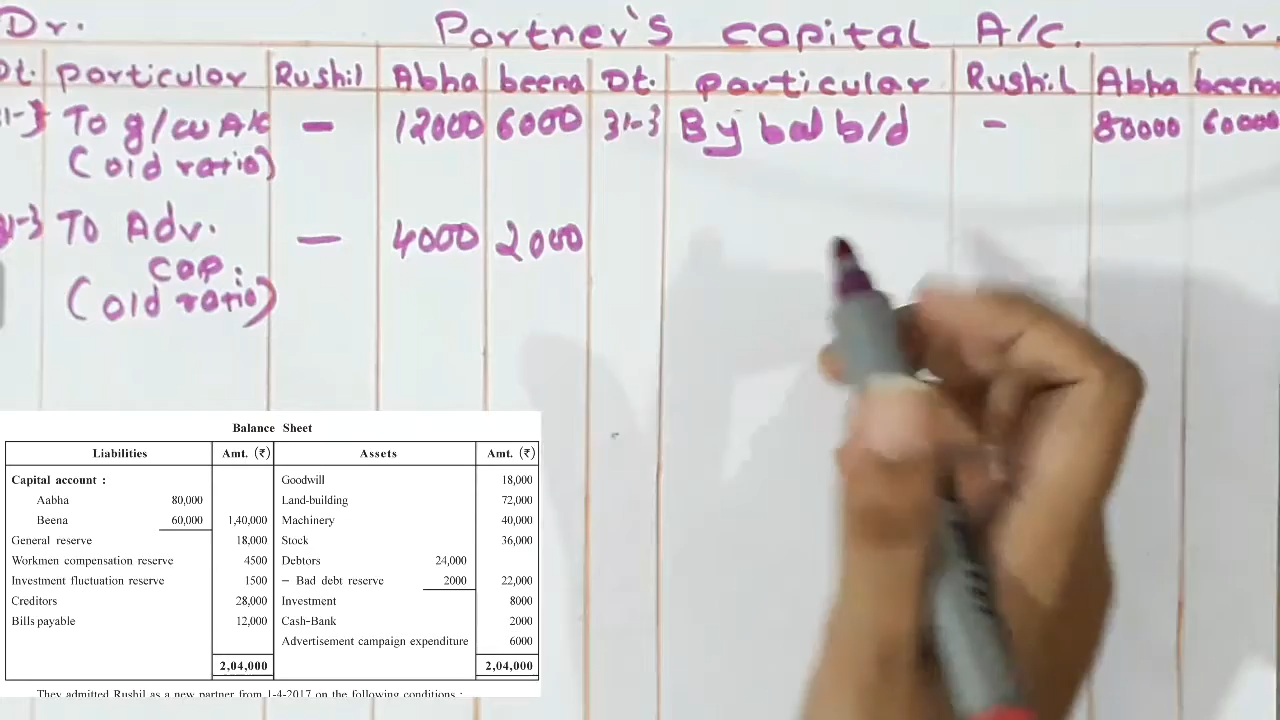 Dr. Partner's capital A/C. Cr.
Dt. particular Rushil Abha beena Dt. particular Rushil Abha beena
31-3 To g/w A/c - 12000 6000 31-3 By bal b/d - 80000 60000
(old ratio)
31-3 To Adv. - 4000 2000
cap.
(old ratio)
Balance Sheet
Liabilities Amt. (₹) Assets Amt. (₹)
Capital account : Goodwill 18,000
Aabha 80,000 Land-building 72,000
Beena 60,000 1,40,000 Machinery 40,000
General reserve 18,000 Stock 36,000
Workmen compensation reserve 4500 Debtors 24,000
Investment fluctuation reserve 1500 – Bad debt reserve 2000 22,000
Creditors 28,000 Investment 8000
Bills payable 12,000 Cash-Bank 2000
Advertisement campaign expenditure 6000
2,04,000 2,04,000
They admitted Rushil as a new partner from 1-4-2017 on the following conditions :